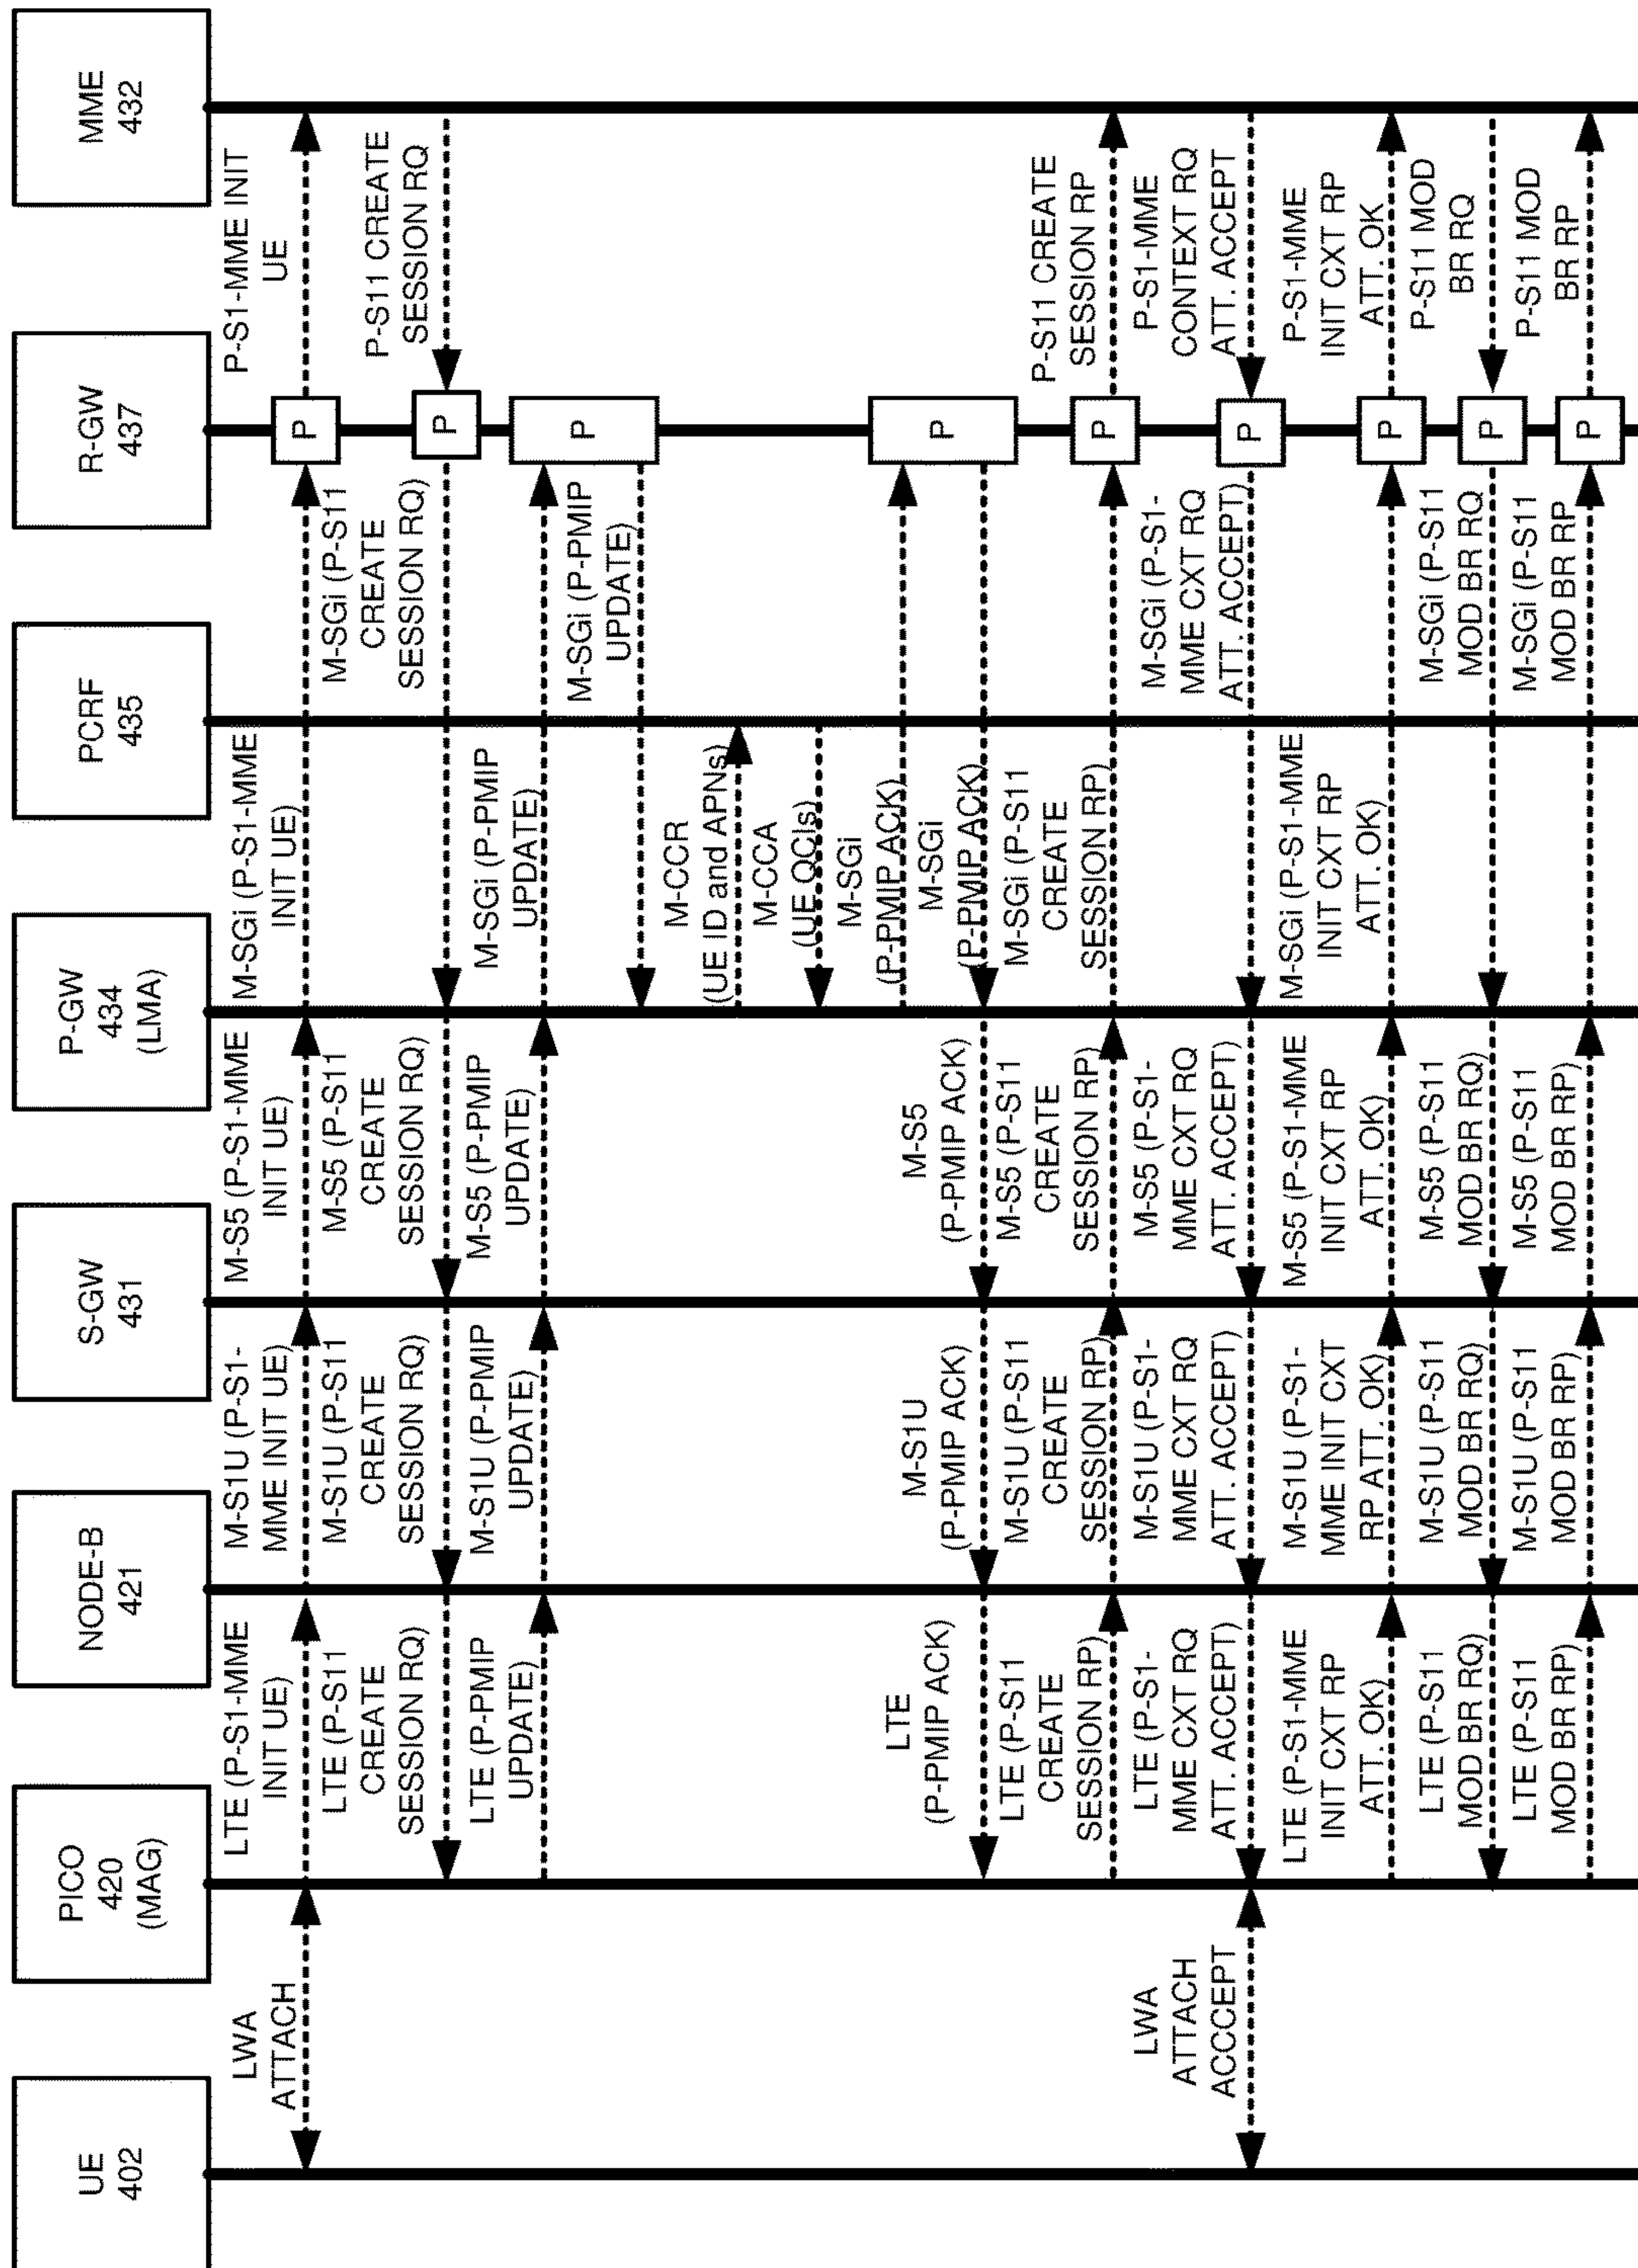 UE
402
PICO
420
(MAG)
NODE-B
421
S-GW
431
P-GW
434
(LMA)
PCRF
435
R-GW
437
MME
432
LWA
ATTACH
LTE (P-S1-MME
INIT UE)
M-S1U (P-S1-
MME INIT UE)
M-S5 (P-S1-MME
INIT UE)
M-SGi (P-S1-MME
INIT UE)
P
P-S1-MME INIT
UE
LTE (P-S11
CREATE
SESSION RQ)
M-S1U (P-S11
CREATE
SESSION RQ)
M-S5 (P-S11
CREATE
SESSION RQ)
M-SGi (P-S11
CREATE
SESSION RQ)
P
P-S11 CREATE
SESSION RQ
LTE (P-PMIP
UPDATE)
M-S1U (P-PMIP
UPDATE)
M-S5 (P-PMIP
UPDATE)
M-SGi (P-PMIP
UPDATE)
M-SGi (P-PMIP
UPDATE)
P
M-CCR
(UE ID and APNs)
M-CCA
(UE QCIs)
M-SGi
(P-PMIP ACK)
P
LTE
(P-PMIP ACK)
M-S1U
(P-PMIP ACK)
M-S5
(P-PMIP ACK)
M-SGi
(P-PMIP ACK)
LTE (P-S11
CREATE
SESSION RP)
M-S1U (P-S11
CREATE
SESSION RP)
M-S5 (P-S11
CREATE
SESSION RP)
M-SGi (P-S11
CREATE
SESSION RP)
P
P-S11 CREATE
SESSION RP
LWA
ATTACH
ACCCEPT
LTE (P-S1-
MME CXT RQ
ATT. ACCEPT)
M-S1U (P-S1-
MME CXT RQ
ATT. ACCEPT)
M-S5 (P-S1-
MME CXT RQ
ATT. ACCEPT)
M-SGi (P-S1-
MME CXT RQ
ATT. ACCEPT)
P
P-S1-MME
CONTEXT RQ
ATT. ACCEPT
LTE (P-S1-MME
INIT CXT RP
ATT. OK)
M-S1U (P-S1-
MME INIT CXT
RP ATT. OK)
M-S5 (P-S1-MME
INIT CXT RP
ATT. OK)
M-SGi (P-S1-MME
INIT CXT RP
ATT. OK)
P
P-S1-MME
INIT CXT RP
ATT. OK
LTE (P-S11
MOD BR RQ)
M-S1U (P-S11
MOD BR RQ)
M-S5 (P-S11
MOD BR RQ)
M-SGi (P-S11
MOD BR RQ
P
P-S11 MOD
BR RQ
LTE (P-S11
MOD BR RP)
M-S1U (P-S11
MOD BR RP)
M-S5 (P-S11
MOD BR RP)
M-SGi (P-S11
MOD BR RP
P
P-S11 MOD
BR RP